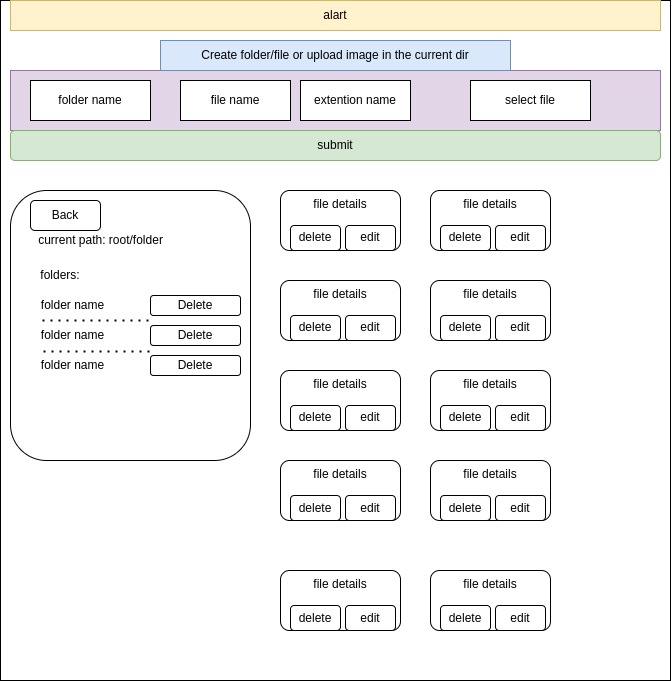 alart
Create folder/file or upload image in the current dir
folder name
file name
extention name
select file
submit
Back
current path: root/folder
folders:
folder name
Delete
folder name
Delete
folder name
Delete
file details
delete
edit
file details
delete
edit
file details
delete
edit
file details
delete
edit
file details
delete
edit
file details
delete
edit
file details
delete
edit
file details
delete
edit
file details
delete
edit
file details
delete
edit